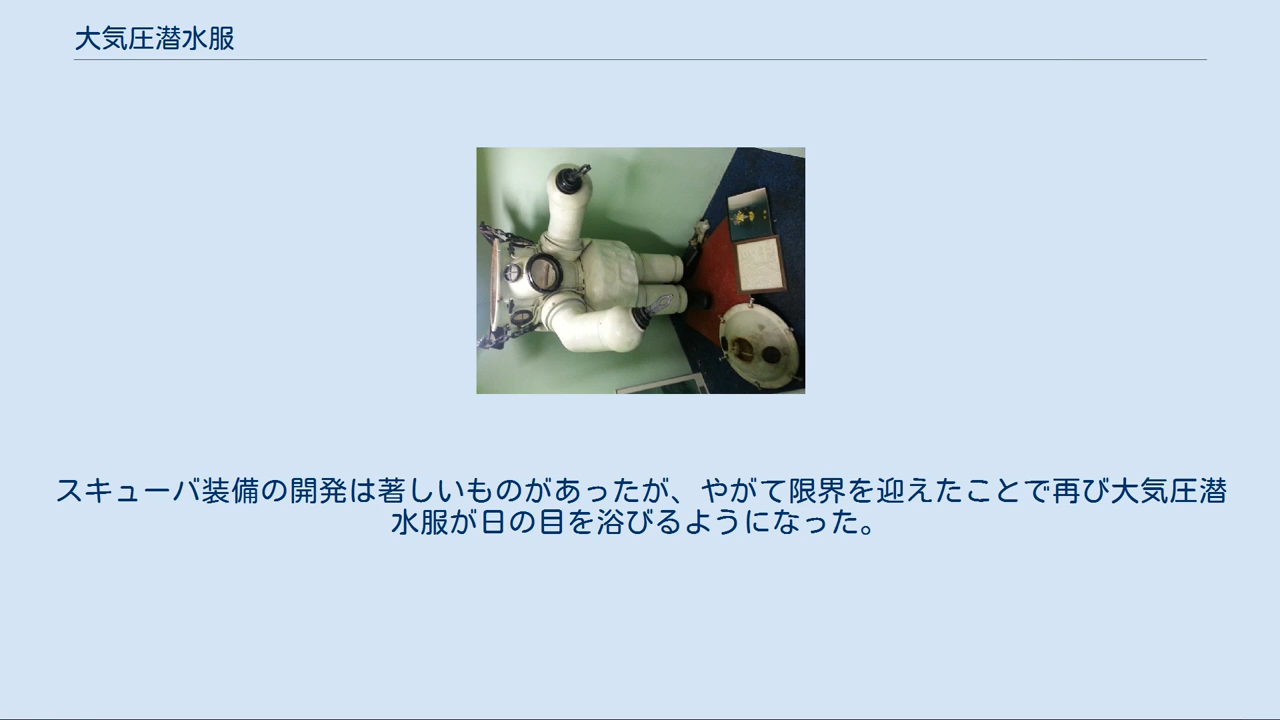 大気圧潜水服
スキューバ装備の開発は著しいものがあったが、やがて限界を迎えたことで再び大気圧潜
水服が日の目を浴びるようになった。